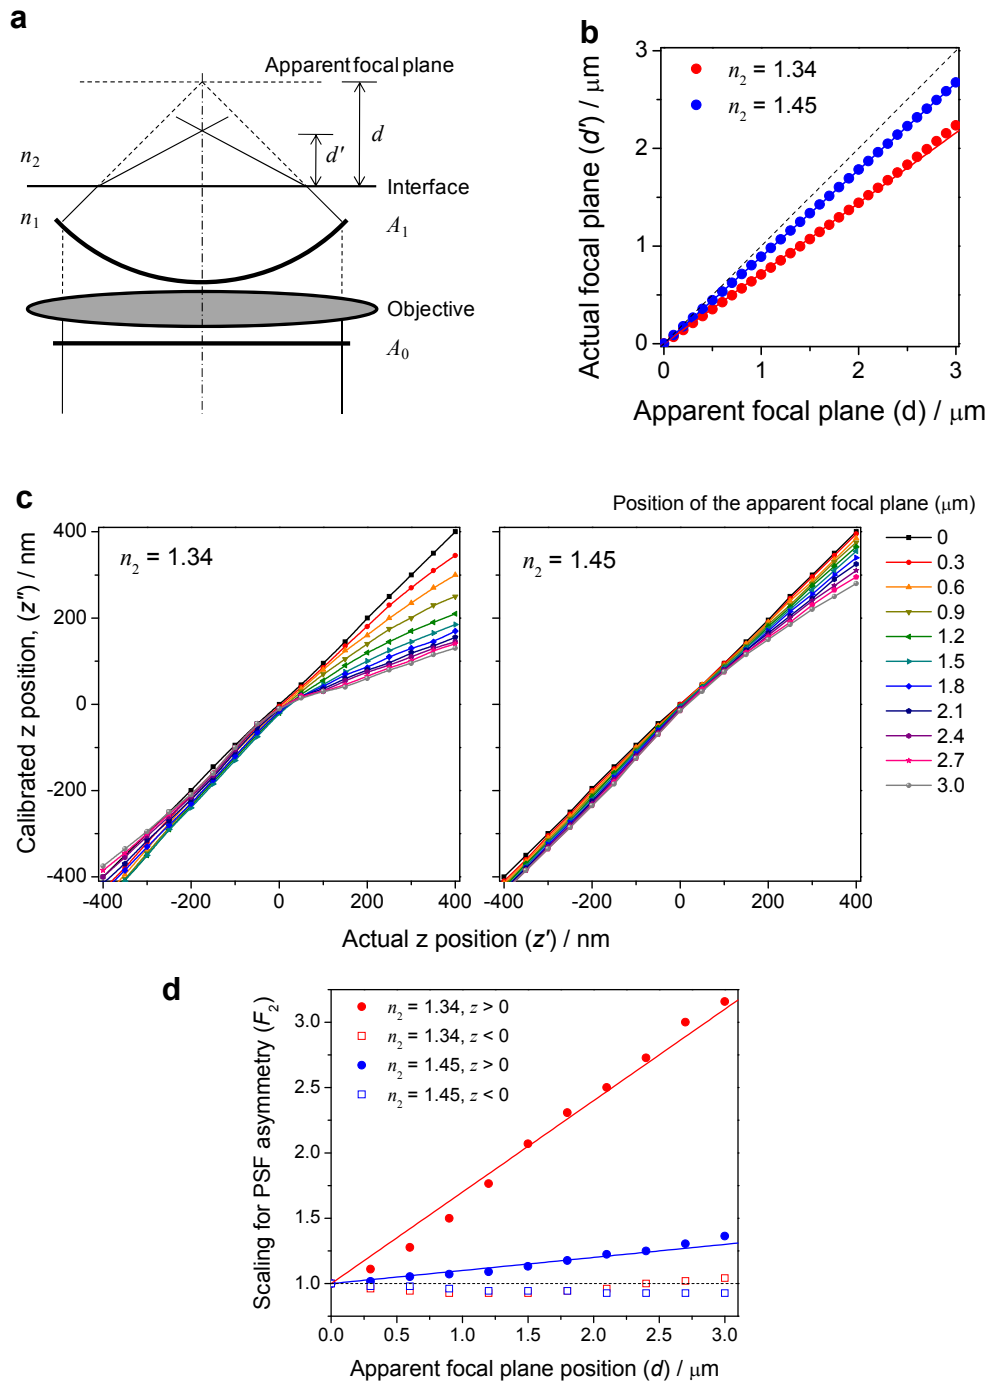 a
Apparent focal plane
d
d'
n2
Interface
n1
A1
Objective
A0
b
Actual focal plane (d') / μm
3
2
1
0
n2 = 1.34
n2 = 1.45
0 1 2 3
Apparent focal plane (d) / μm
c
Position of the apparent focal plane (μm)
Calibrated z position, (z″) / nm
400
200
0
-200
-400
n2 = 1.34
n2 = 1.45
0
0.3
0.6
0.9
1.2
1.5
1.8
2.1
2.4
2.7
3.0
-400 -200 0 200 400
-400 -200 0 200 400
Actual z position (z′) / nm
d
Scaling for PSF asymmetry (F2)
3.0
2.5
2.0
1.5
1.0
n2 = 1.34, z > 0
n2 = 1.34, z < 0
n2 = 1.45, z > 0
n2 = 1.45, z < 0
0.0 0.5 1.0 1.5 2.0 2.5 3.0
Apparent focal plane position (d) / μm